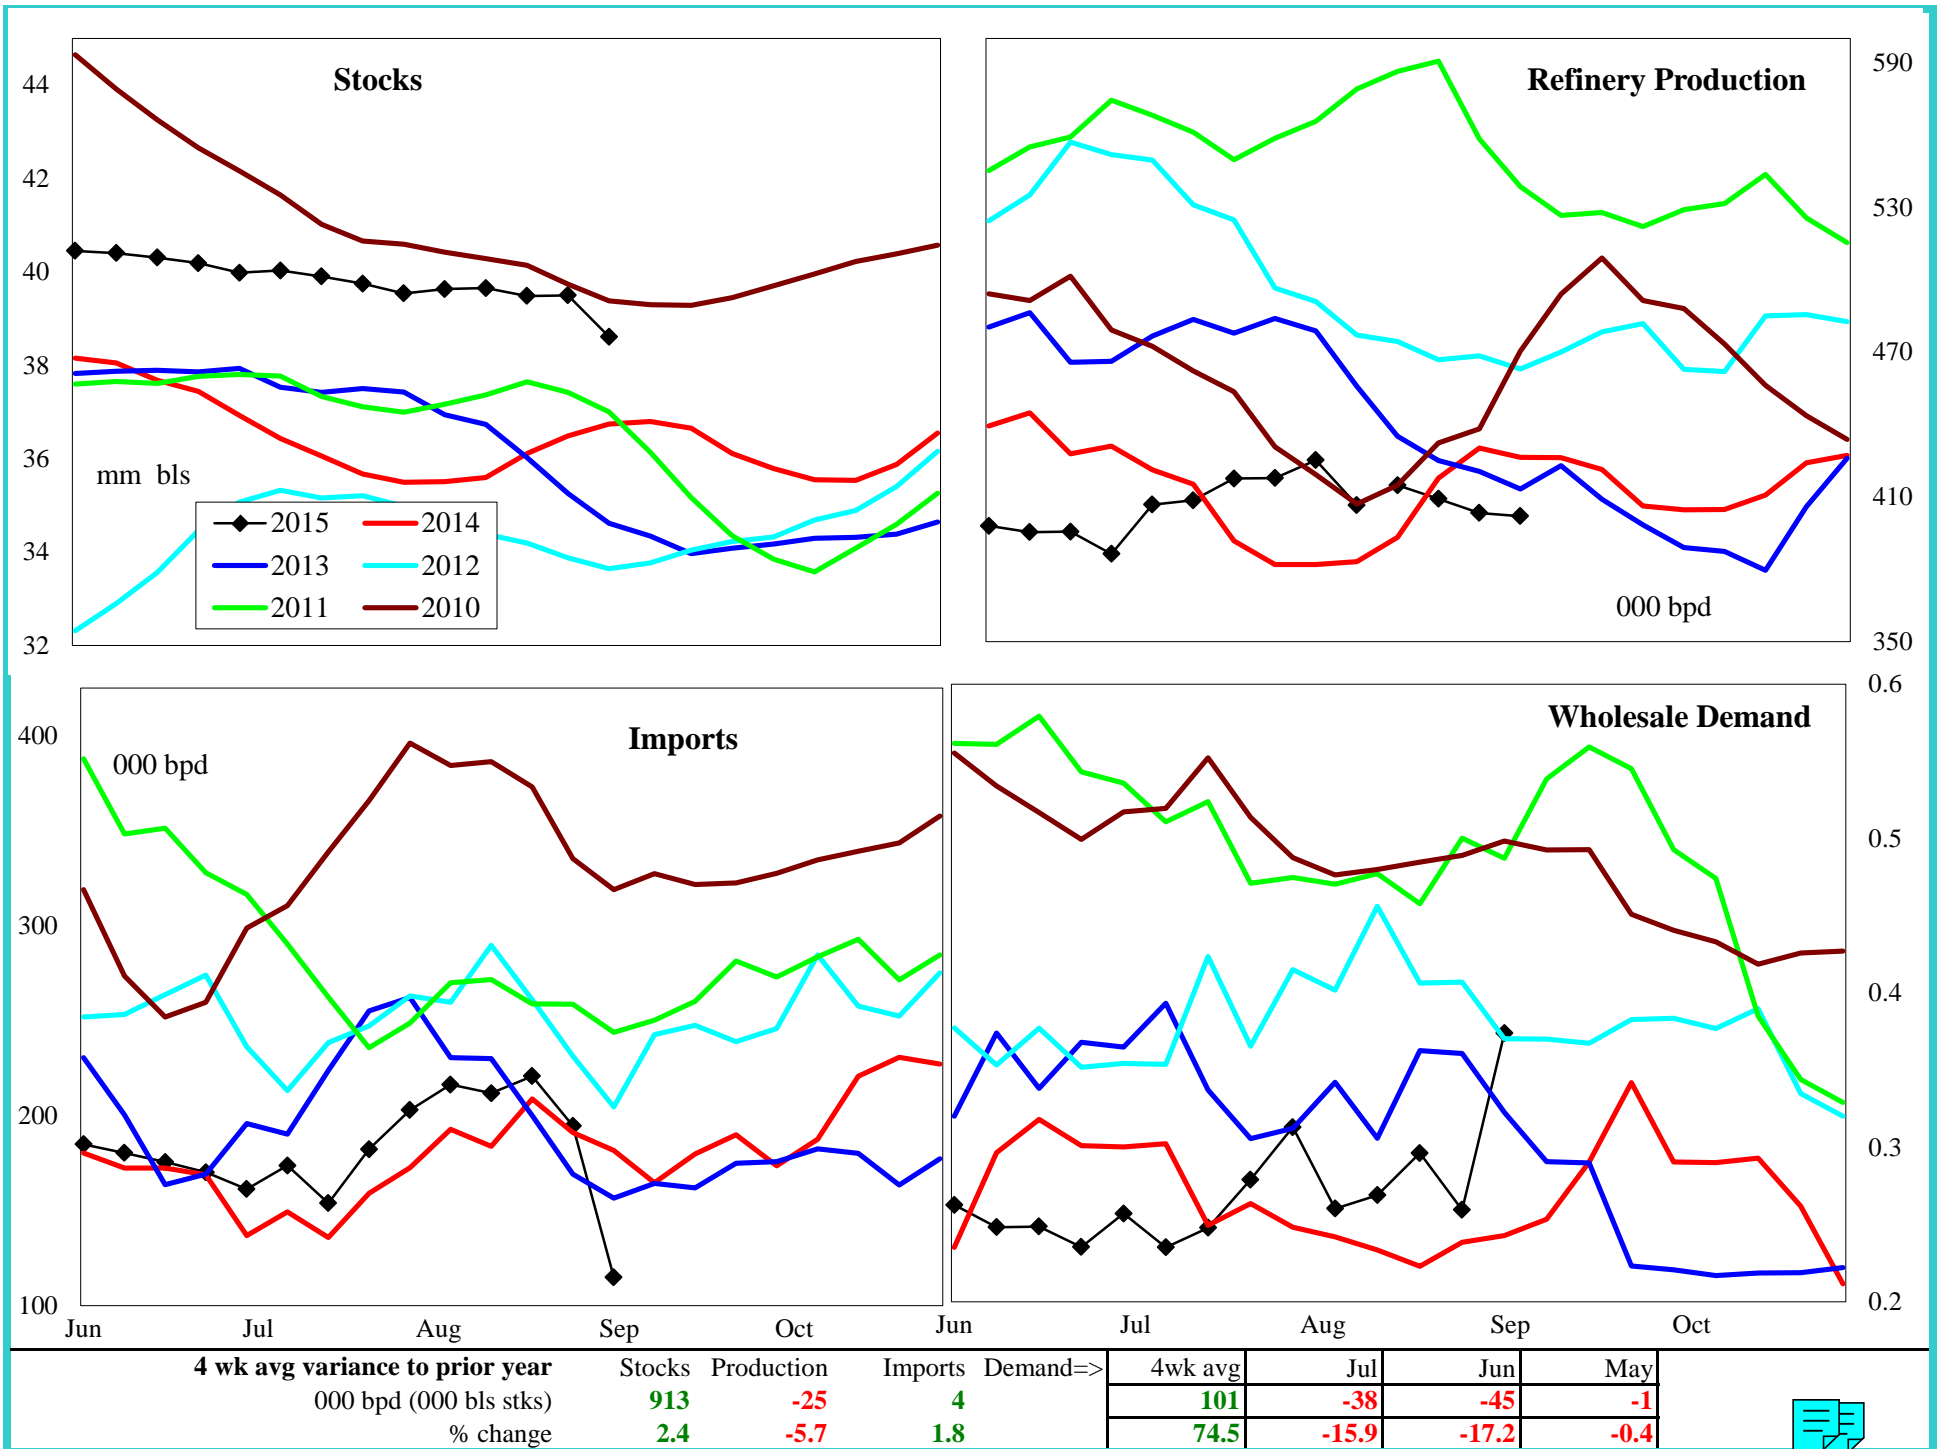 Stocks
44
42
40
38
36
34
32
mm bls
2015
2014
2013
2012
2011
2010
Refinery Production
590
530
470
410
350
000 bpd
Imports
000 bpd
400
300
200
100
Jun Jul Aug Sep Oct
Wholesale Demand
0.6
0.5
0.4
0.3
0.2
Jun Jul Aug Sep Oct
4 wk avg variance to prior year Stocks Production Imports Demand=> 4wk avg Jul Jun May
000 bpd (000 bls stks) 913 -25 4 101 -38 -45 -1
% change 2.4 -5.7 1.8 74.5 -15.9 -17.2 -0.4